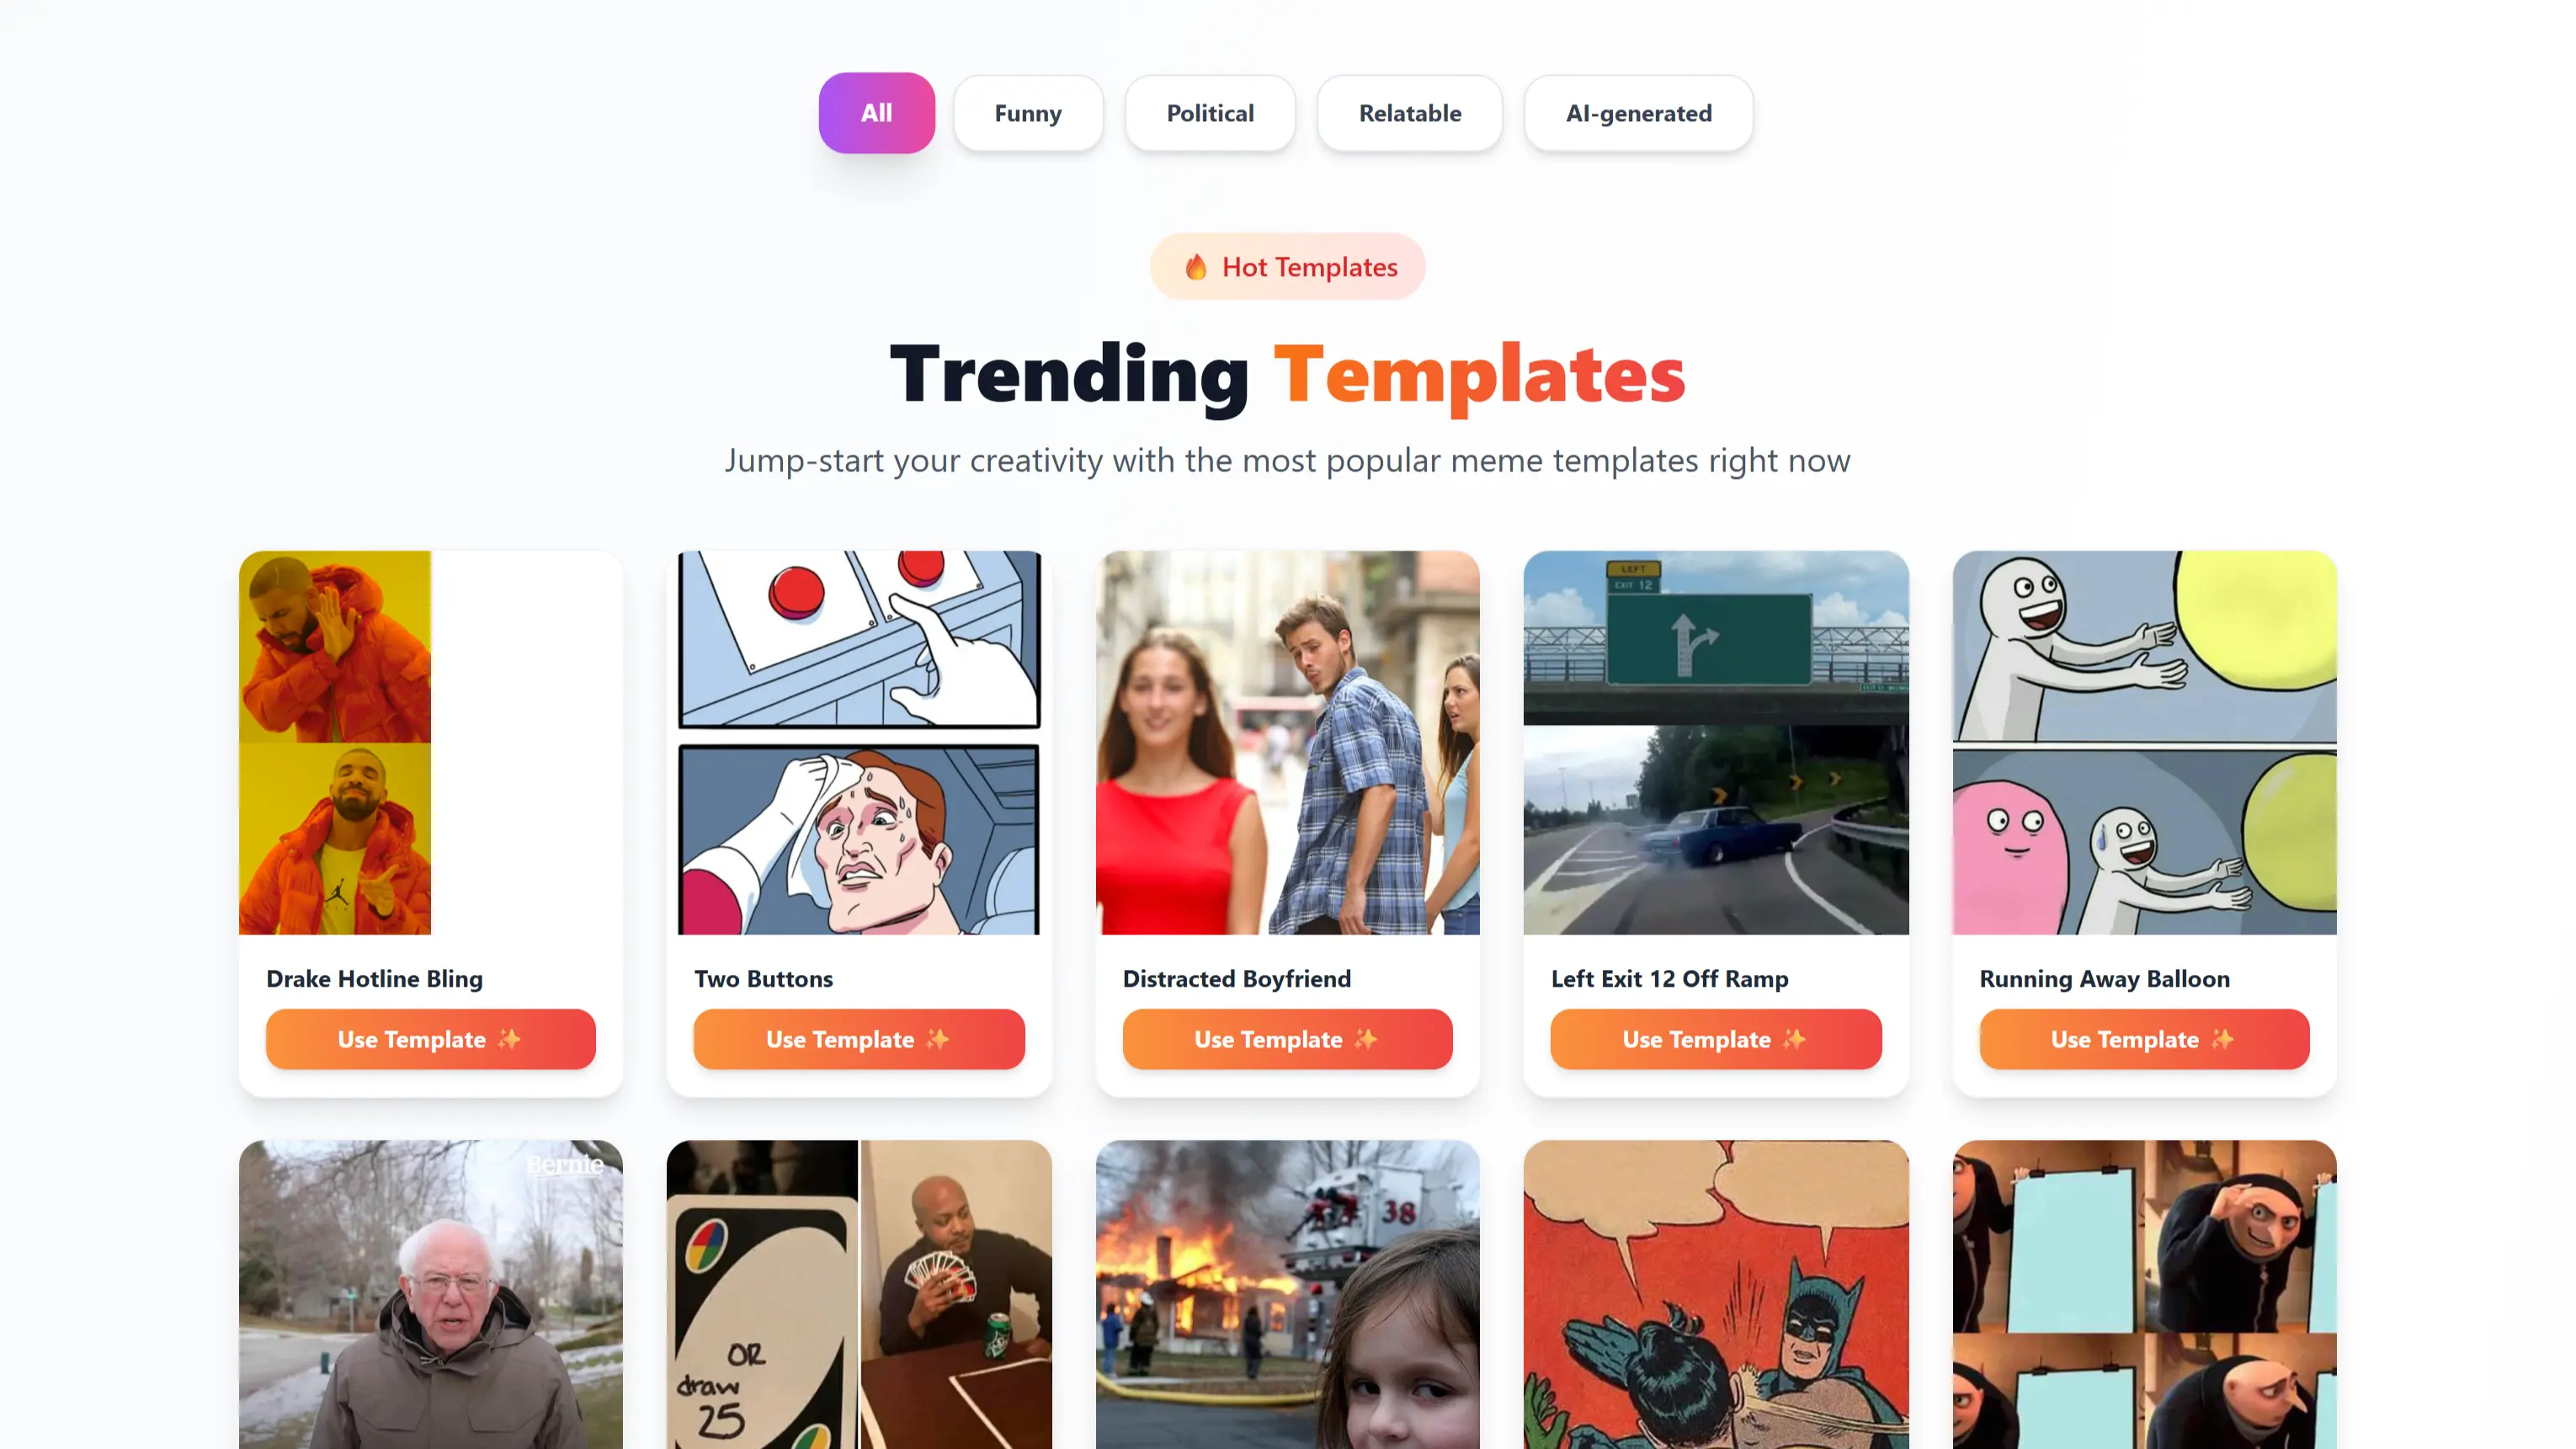 All
Funny
Political
Relatable
AI-generated
Hot Templates
Trending Templates
Jump-start your creativity with the most popular meme templates right now
LEFT
EXIT 12
Drake Hotline Bling
Two Buttons
Distracted Boyfriend
Left Exit 12 Off Ramp
Running Away Balloon
Use Template
Use Template
Use Template
Use Template
Use Template
Bernie
OR
draw
25
38